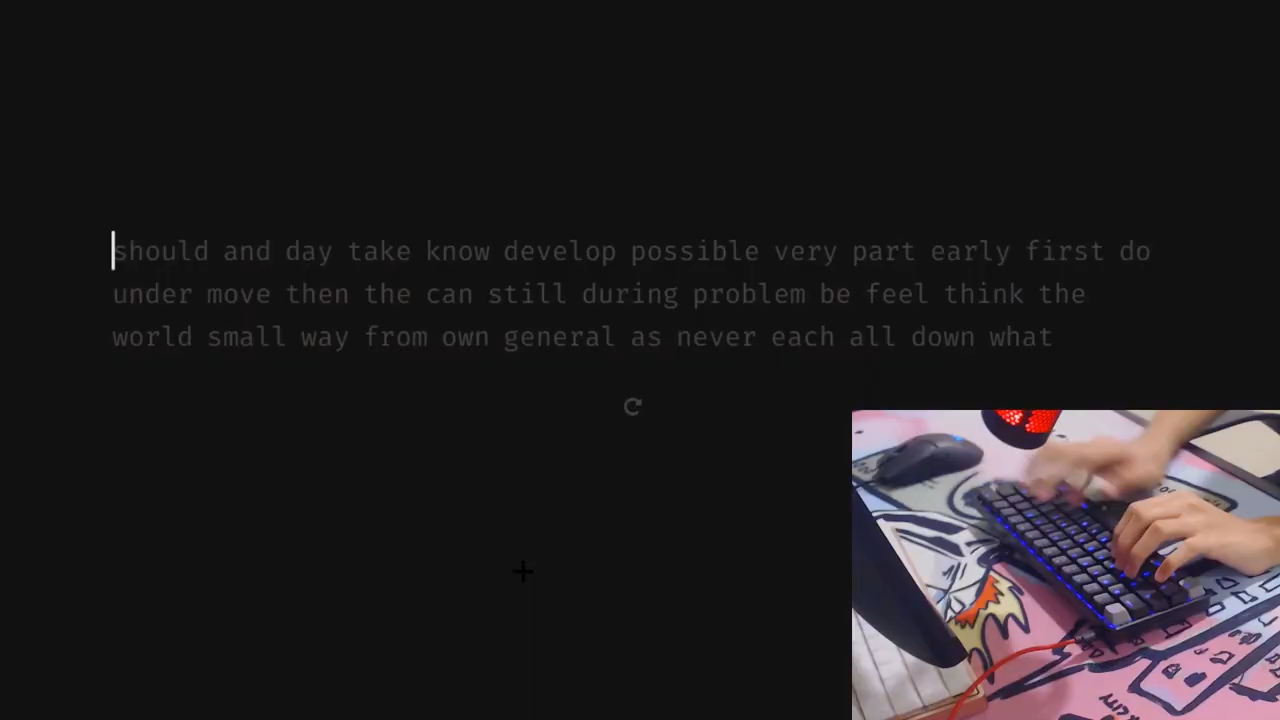 should and day take know develop possible very part early first do
under move then the can still during problem be feel think the
world small way from own general as never each all down what